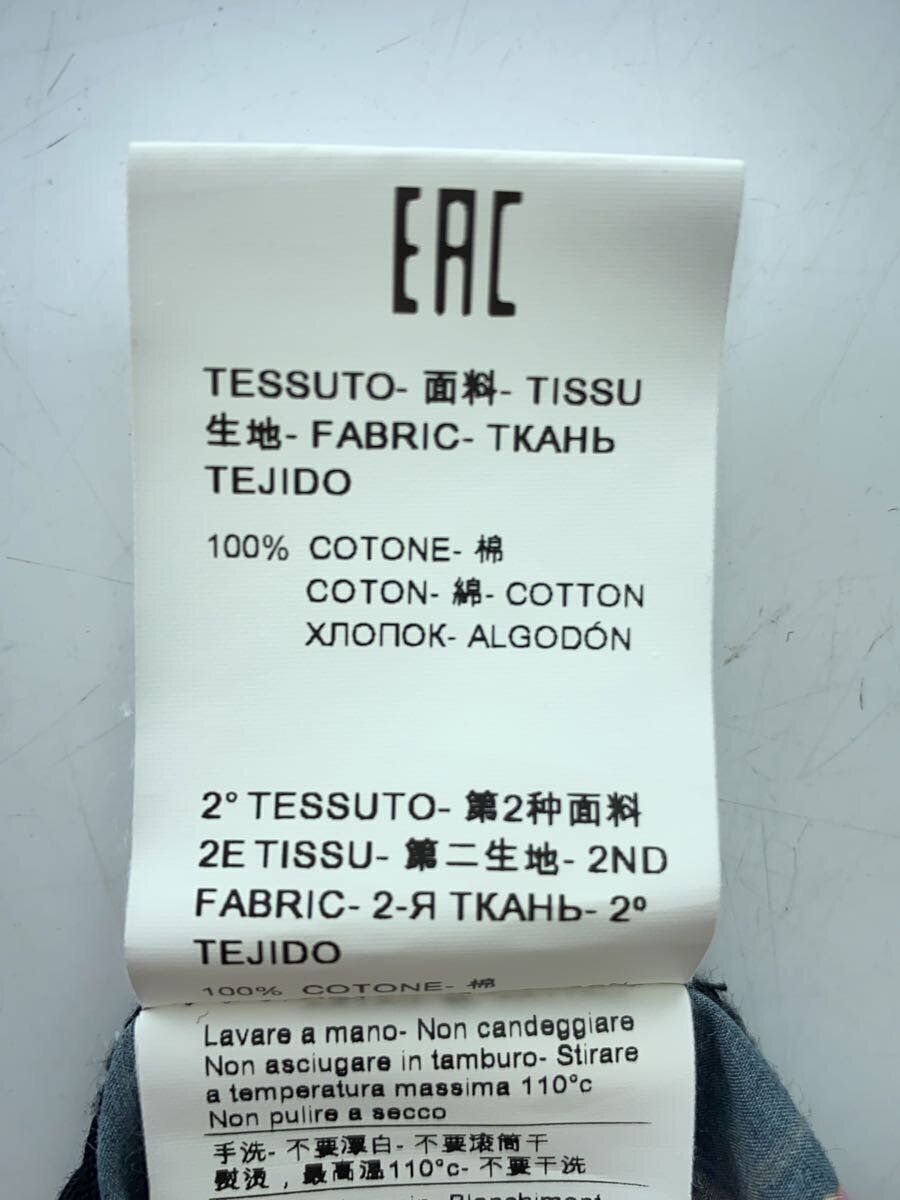 EAC
TESSUTO- 面料- TISSU
生地- FABRIC- ТКАНЬ
TEJIDO
100% COTONE- 棉
COTON- 綿- COTTON
ХЛОПОК- ALGODÓN
2° TESSUTO- 第2种面料
2E TISSU- 第二生地- 2ND
FABRIC- 2-Я ТКАНЬ- 2º
TEJIDO
100% COTONE- 棉
Lavare a mano- Non candeggiare
Non asciugare in tamburo- Stirare
a temperatura massima 110°c
Non pulire a secco
手洗- 不要漂白- 不要滚筒干
熨烫，最高温110°c- 不要干洗